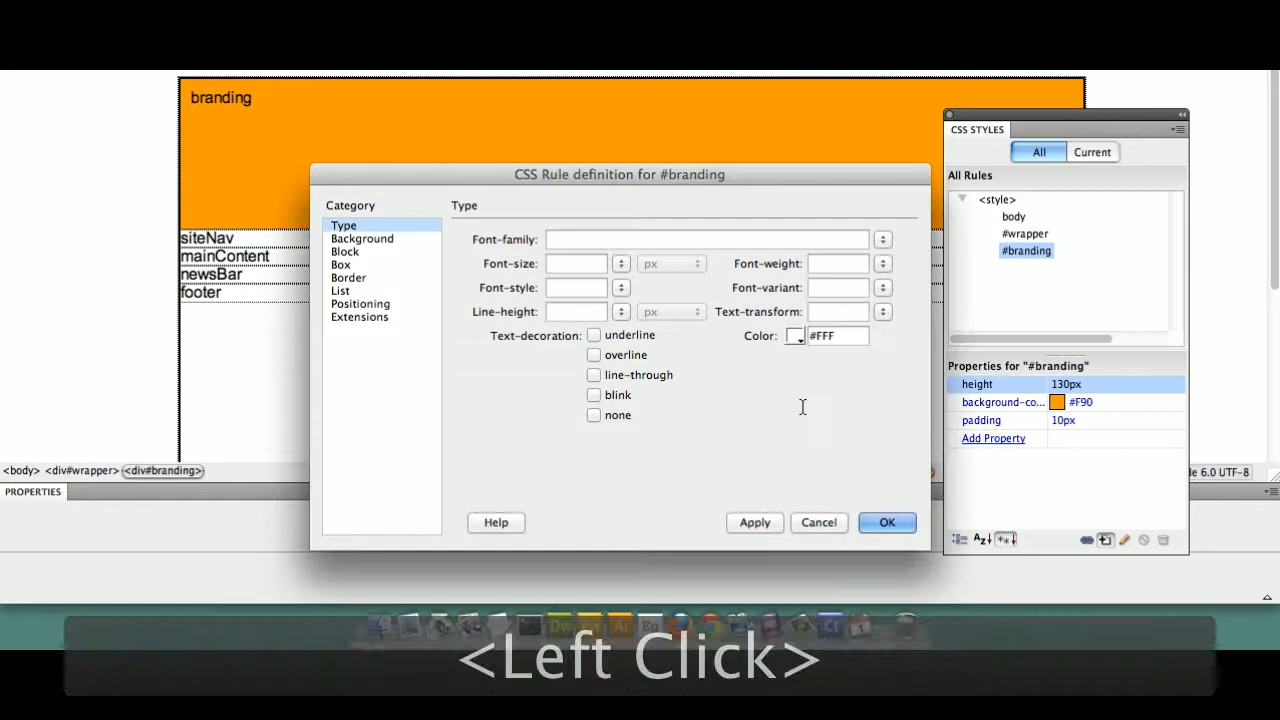 branding
CSS STYLES
All
Current
All Rules
<style>
body
#wrapper
#branding
siteNav
mainContent
newsBar
footer
CSS Rule definition for #branding
Category
Type
Background
Block
Box
Border
List
Positioning
Extensions
Type
Font-family:
Font-size: px Font-weight:
Font-style: Font-variant:
Line-height: px Text-transform:
Text-decoration: underline Color: #FFF
overline
line-through
blink
none
Help Apply Cancel OK
Properties for "#branding"
height 130px
background-co... #F90
padding 10px
Add Property
<body> <div#wrapper> <div#branding>
e 6.0 UTF-8
PROPERTIES
<Left Click>